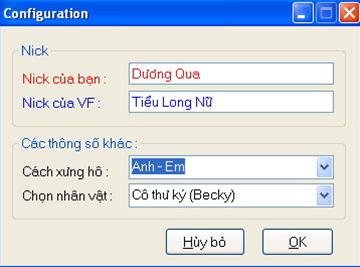 Configuration
Nick
Nick của bạn : Dương Qua
Nick của VF : Tiểu Long Nữ
Các thông số khác :
Cách xưng hô : Anh - Em
Chọn nhân vật : Cô thư ký (Becky)
Hủy bỏ OK